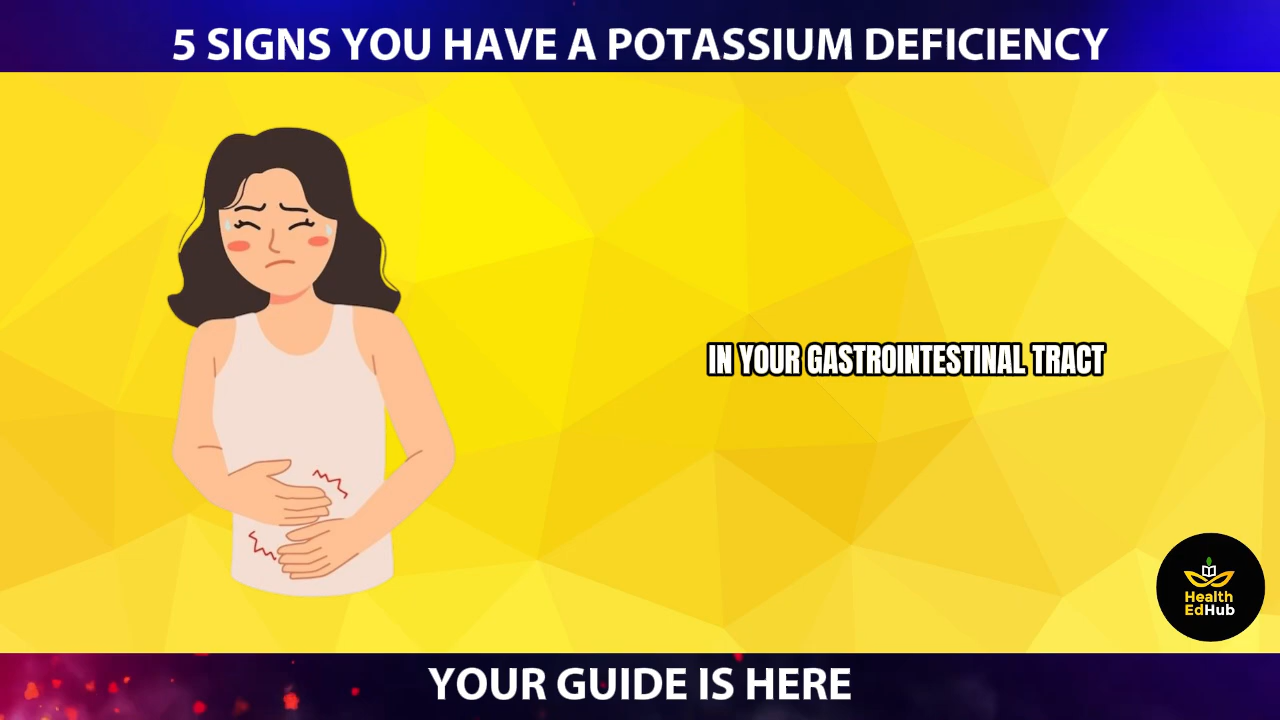 5 SIGNS YOU HAVE A POTASSIUM DEFICIENCY
IN YOUR GASTROINTESTINAL TRACT
Health
EdHub
YOUR GUIDE IS HERE